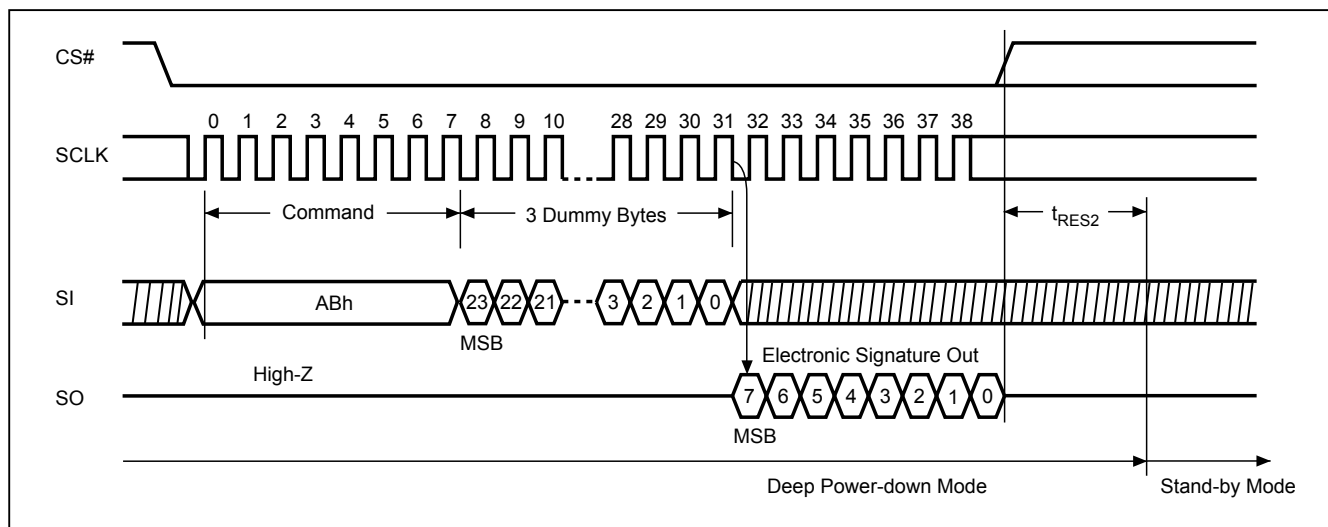 CS#
0 1 2 3 4 5 6 7 8 9 10 28 29 30 31 32 33 34 35 36 37 38
SCLK
Command 3 Dummy Bytes tRES2
SI ABh 23 22 21 3 2 1 0
MSB
Electronic Signature Out
High-Z
SO 7 6 5 4 3 2 1 0
MSB
Deep Power-down Mode Stand-by Mode